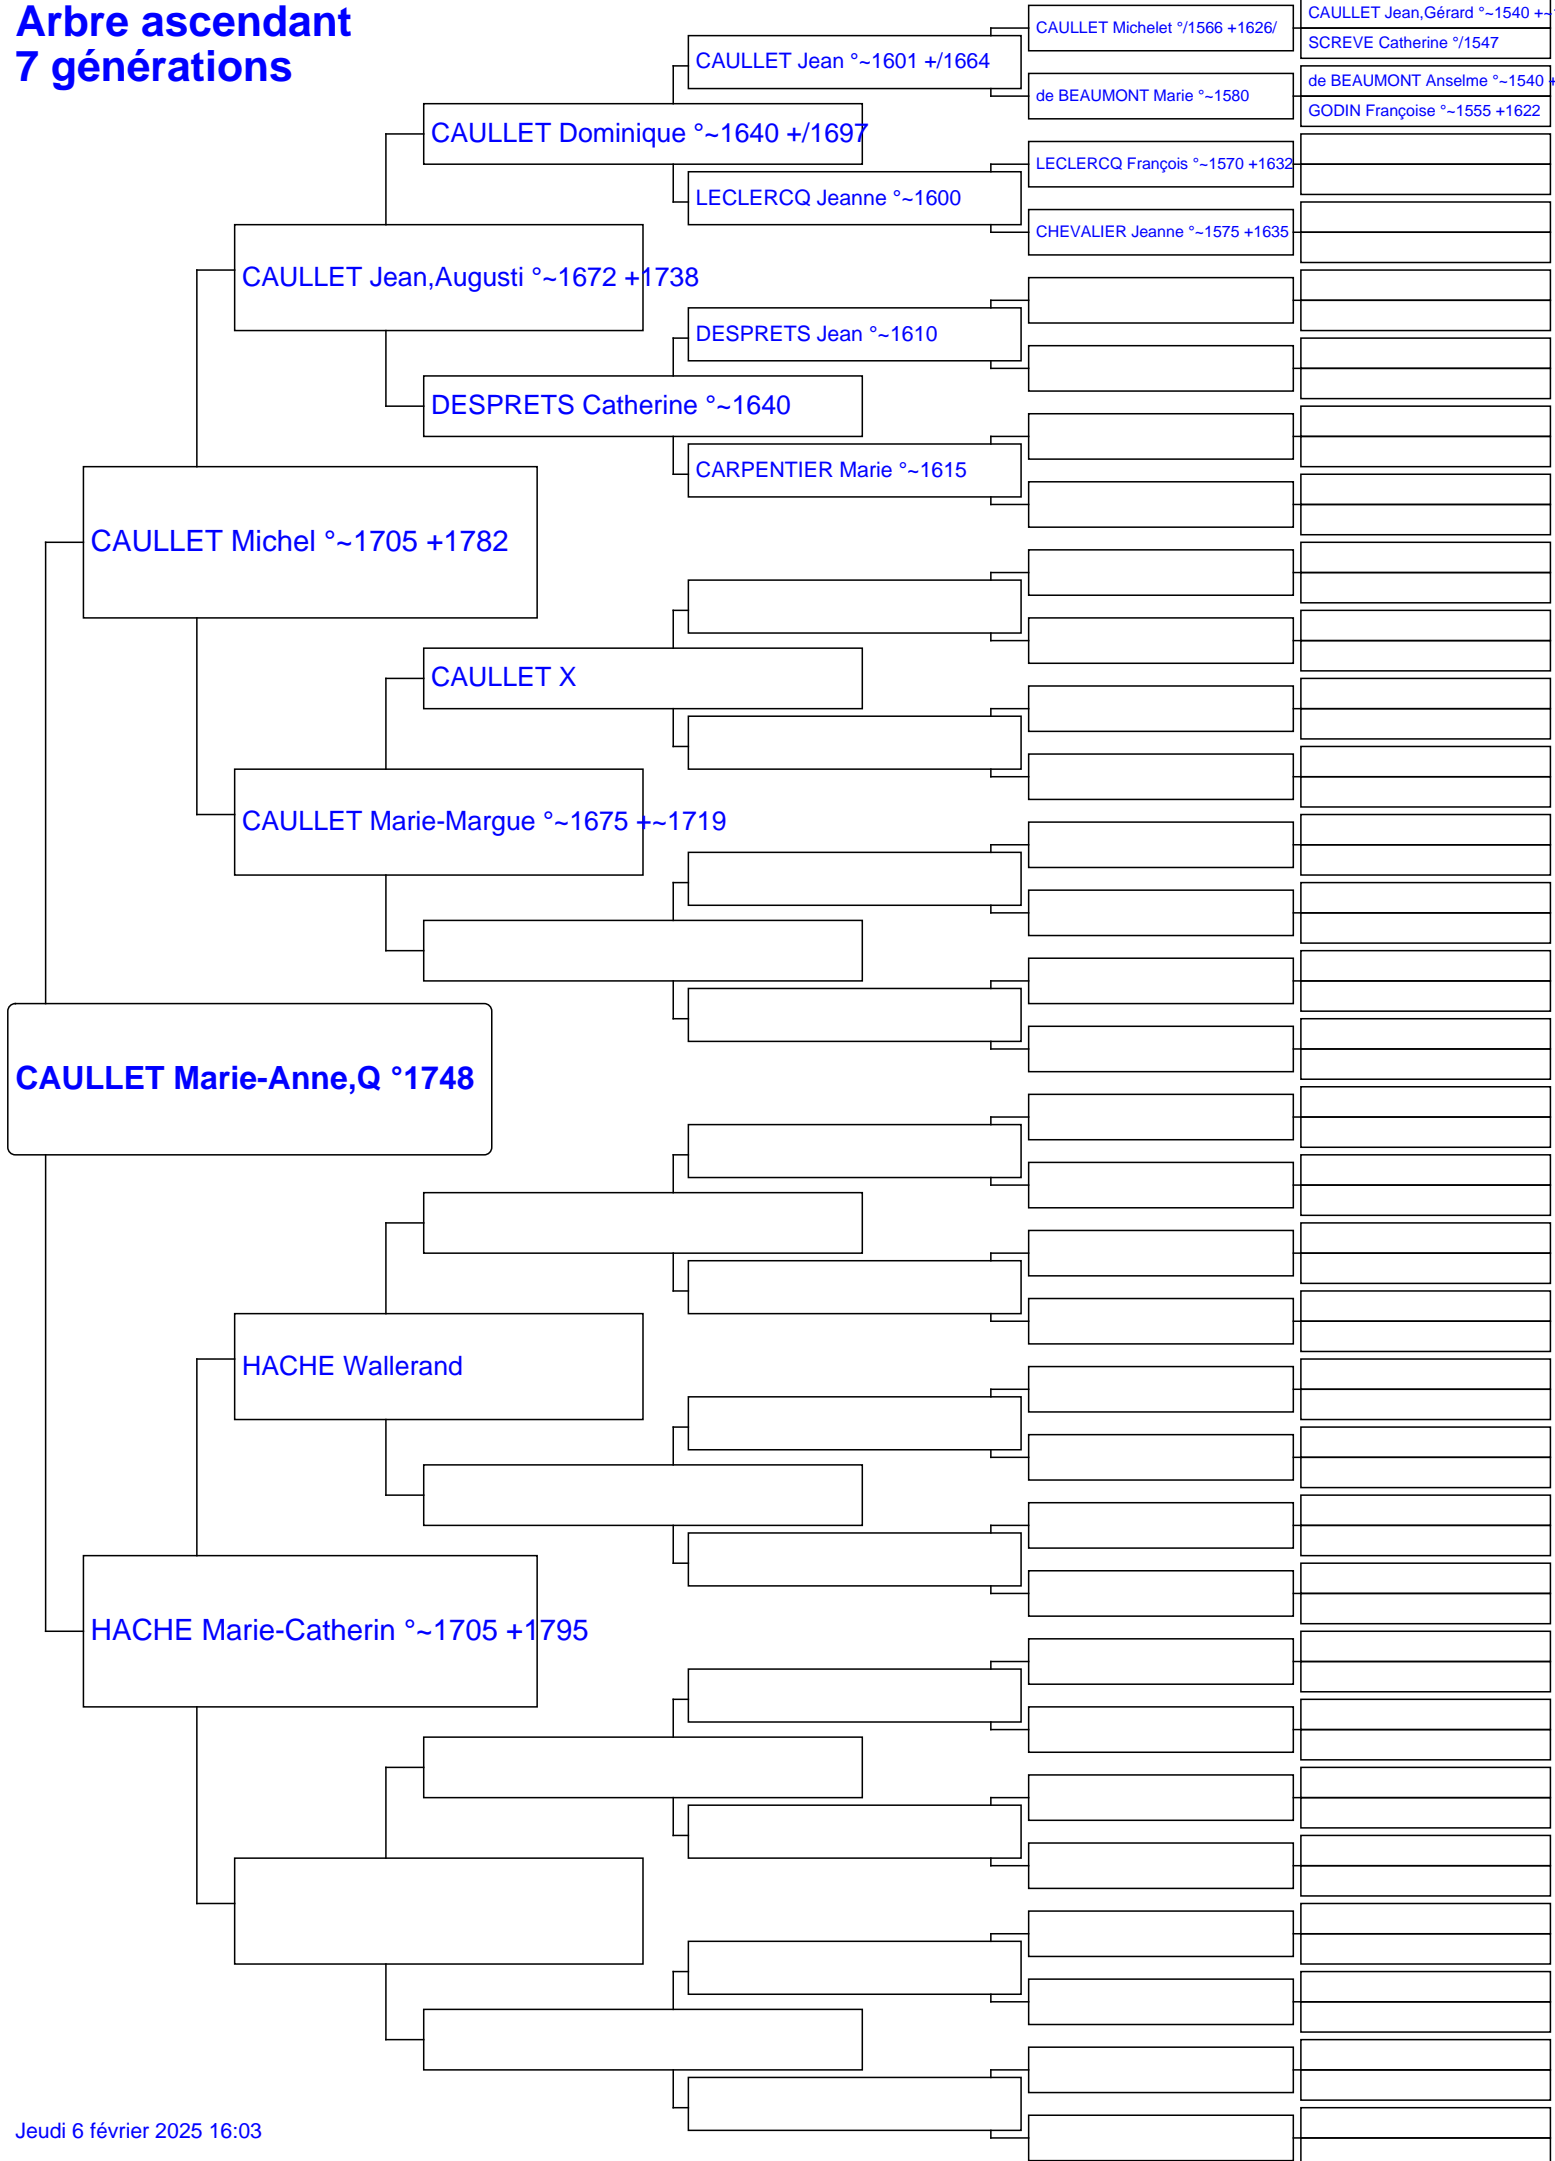 Arbre ascendant
7 générations
CAULLET Jean,Gérard °~1540 +~
CAULLET Michelet °/1566 +1626/
SCREVE Catherine °/1547
CAULLET Jean °~1601 +/1664
de BEAUMONT Anselme °~1540 +
de BEAUMONT Marie °~1580
GODIN Françoise °~1555 +1622
CAULLET Dominique °~1640 +/1697
LECLERCQ François °~1570 +1632
LECLERCQ Jeanne °~1600
CHEVALIER Jeanne °~1575 +1635
CAULLET Jean,Augusti °~1672 +1738
DESPRETS Jean °~1610
DESPRETS Catherine °~1640
CARPENTIER Marie °~1615
CAULLET Michel °~1705 +1782
CAULLET X
CAULLET Marie-Margue °~1675 +~1719
CAULLET Marie-Anne,Q °1748
HACHE Wallerand
HACHE Marie-Catherin °~1705 +1795
Jeudi 6 février 2025 16:03